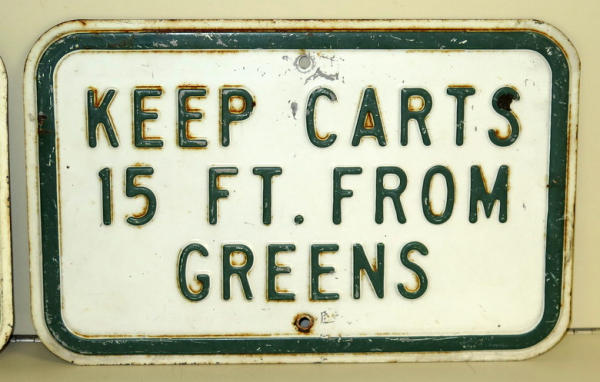 KEEP CARTS
15 FT. FROM
GREENS